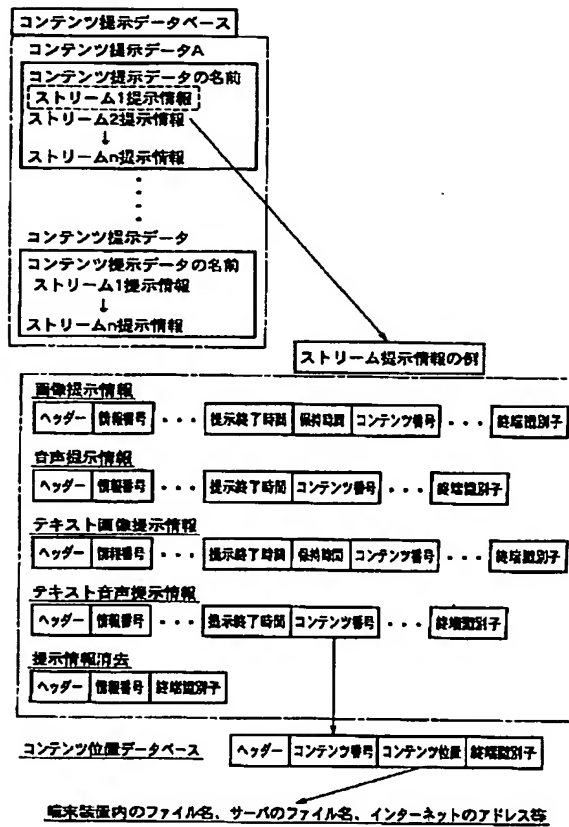 コンテンツ提示データベース
コンテンツ提示データA
コンテンツ提示データの名前
ストリーム1提示情報
ストリーム2提示情報
↓
ストリームn提示情報
コンテンツ提示データ
コンテンツ提示データの名前
ストリーム1提示情報
↓
ストリームn提示情報
ストリーム提示情報の例
画像提示情報
ヘッダー 情報番号 ・・・ 提示終了時間 保持時間 コンテンツ番号 ・・・ 終端識別子
音声提示情報
ヘッダー 情報番号 ・・・ 提示終了時間 コンテンツ番号 ・・・ 終端識別子
テキスト画像提示情報
ヘッダー 情報番号 ・・・ 提示終了時間 保持時間 コンテンツ番号 ・・・ 終端識別子
テキスト音声提示情報
ヘッダー 情報番号 ・・・ 提示終了時間 コンテンツ番号 ・・・ 終端識別子
提示情報消去
ヘッダー 情報番号 終端識別子
コンテンツ位置データベース ヘッダー コンテンツ番号 コンテンツ位置 終端識別子
端末装置内のファイル名、サーバのファイル名、インターネットのアドレス等